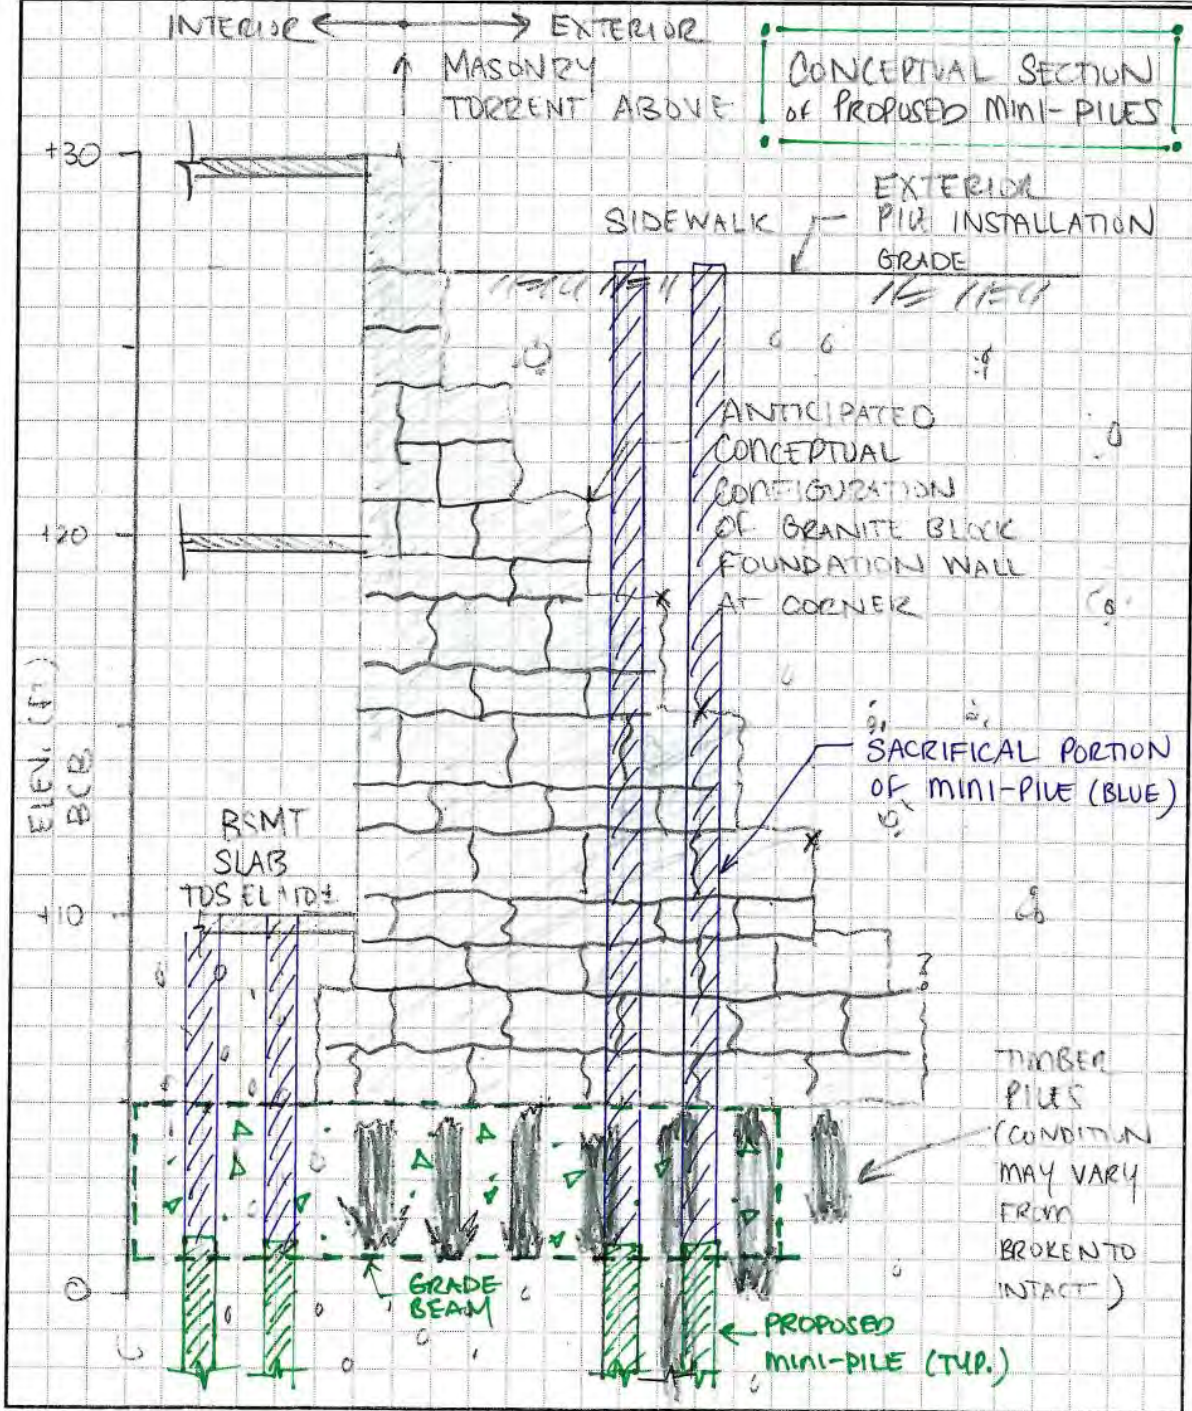 INTERIOR
EXTERIOR
MASONRY
TORRENT ABOVE
CONCEPTUAL SECTION
OF PROPOSED MINI-PILES
+30
SIDEWALK
EXTERIOR
PILE INSTALLATION
GRADE
ANTICIPATED
CONCEPTUAL
CONFIGURATION
OF GRANITE BLOCK
FOUNDATION WALL
AT CORNER
+20
ELEV. (FT)
BCB
SACRIFICAL PORTION
OF MINI-PILE (BLUE)
BSMT
SLAB
TOS EL
+10
?
TIMBER
PILES
(CONDITION
MAY VARY
FROM
BROKEN TO
INTACT)
0
GRADE
BEAM
PROPOSED
MINI-PILE (TYP.)